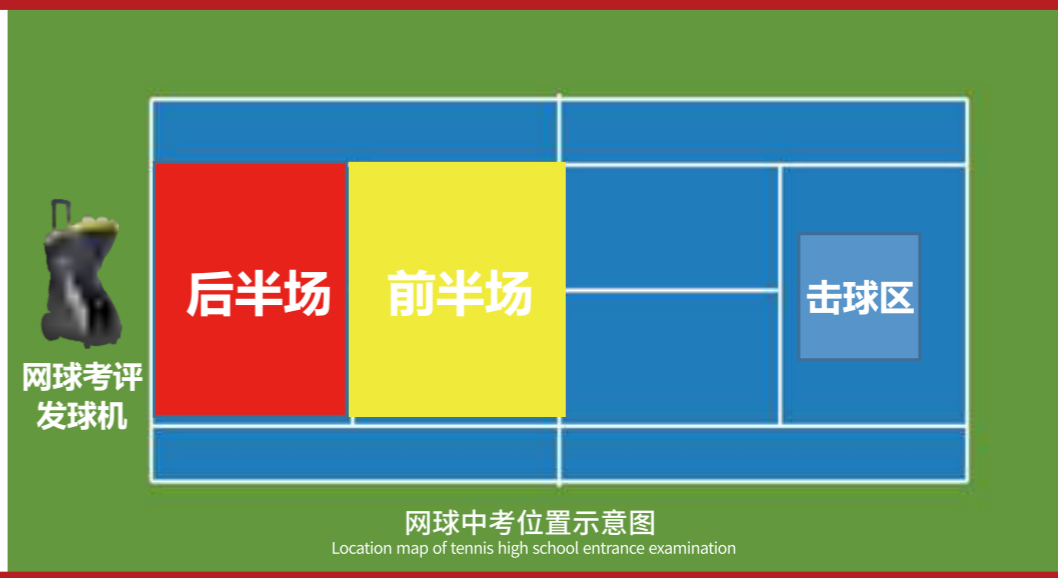 后半场
前半场
击球区
网球考评
发球机
网球中考位置示意图
Location map of tennis high school entrance examination